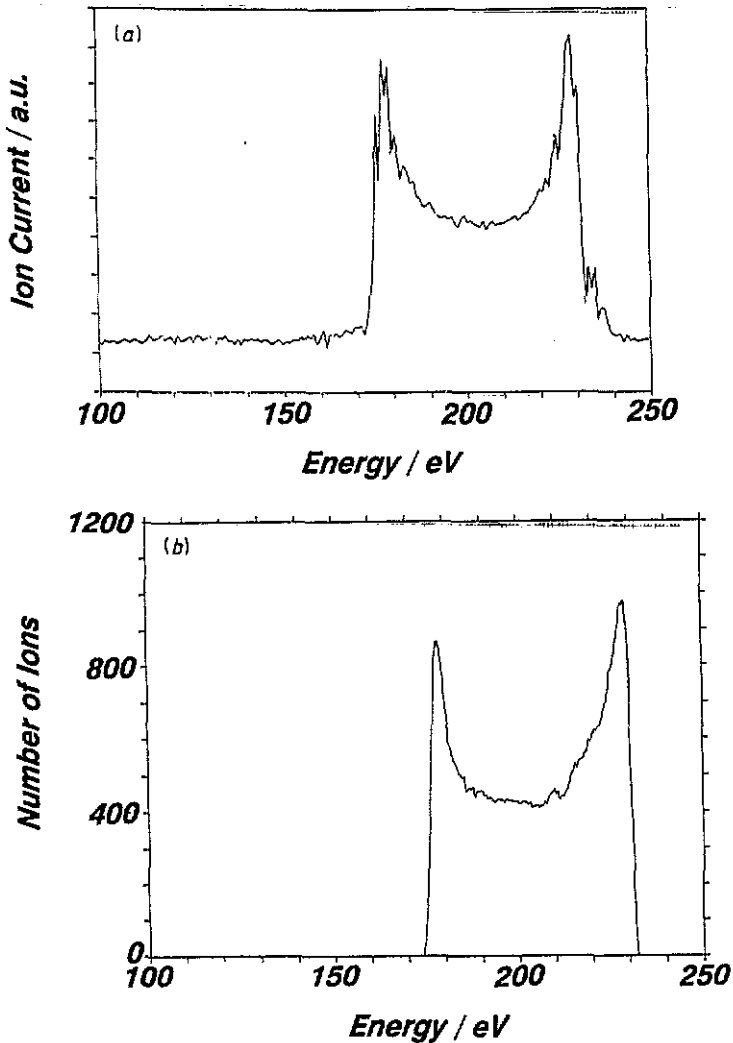 (a)
Ion Current / a.u.
100 150 200 250
Energy / eV
(b)
1200
800
400
0
Number of Ions
100 150 200 250
Energy / eV